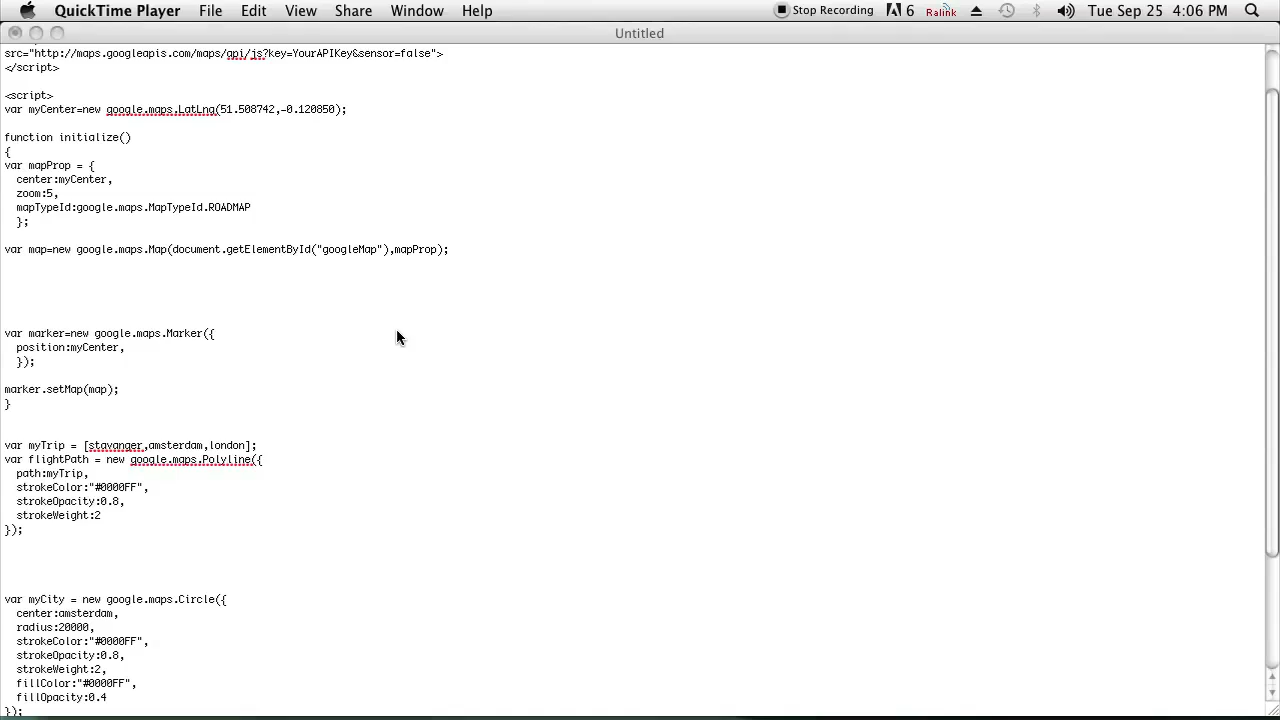 QuickTime Player File Edit View Share Window Help Stop Recording 6 Ralink Tue Sep 25 4:06 PM
Untitled
src="http://maps.googleapis.com/maps/api/js?key=YourAPIKey&sensor=false">
</script>
<script>
var myCenter=new google.maps.LatLng(51.508742,-0.120850);
function initialize()
{
var mapProp = {
center:myCenter,
zoom:5,
mapTypeId:google.maps.MapTypeId.ROADMAP
};
var map=new google.maps.Map(document.getElementById("googleMap"),mapProp);
var marker=new google.maps.Marker({
position:myCenter,
});
marker.setMap(map);
}
var myTrip = [stavanger,amsterdam,london];
var flightPath = new google.maps.Polyline({
path:myTrip,
strokeColor:"#0000FF",
strokeOpacity:0.8,
strokeWeight:2
});
var myCity = new google.maps.Circle({
center:amsterdam,
radius:20000,
strokeColor:"#0000FF",
strokeOpacity:0.8,
strokeWeight:2,
fillColor:"#0000FF",
fillOpacity:0.4
});